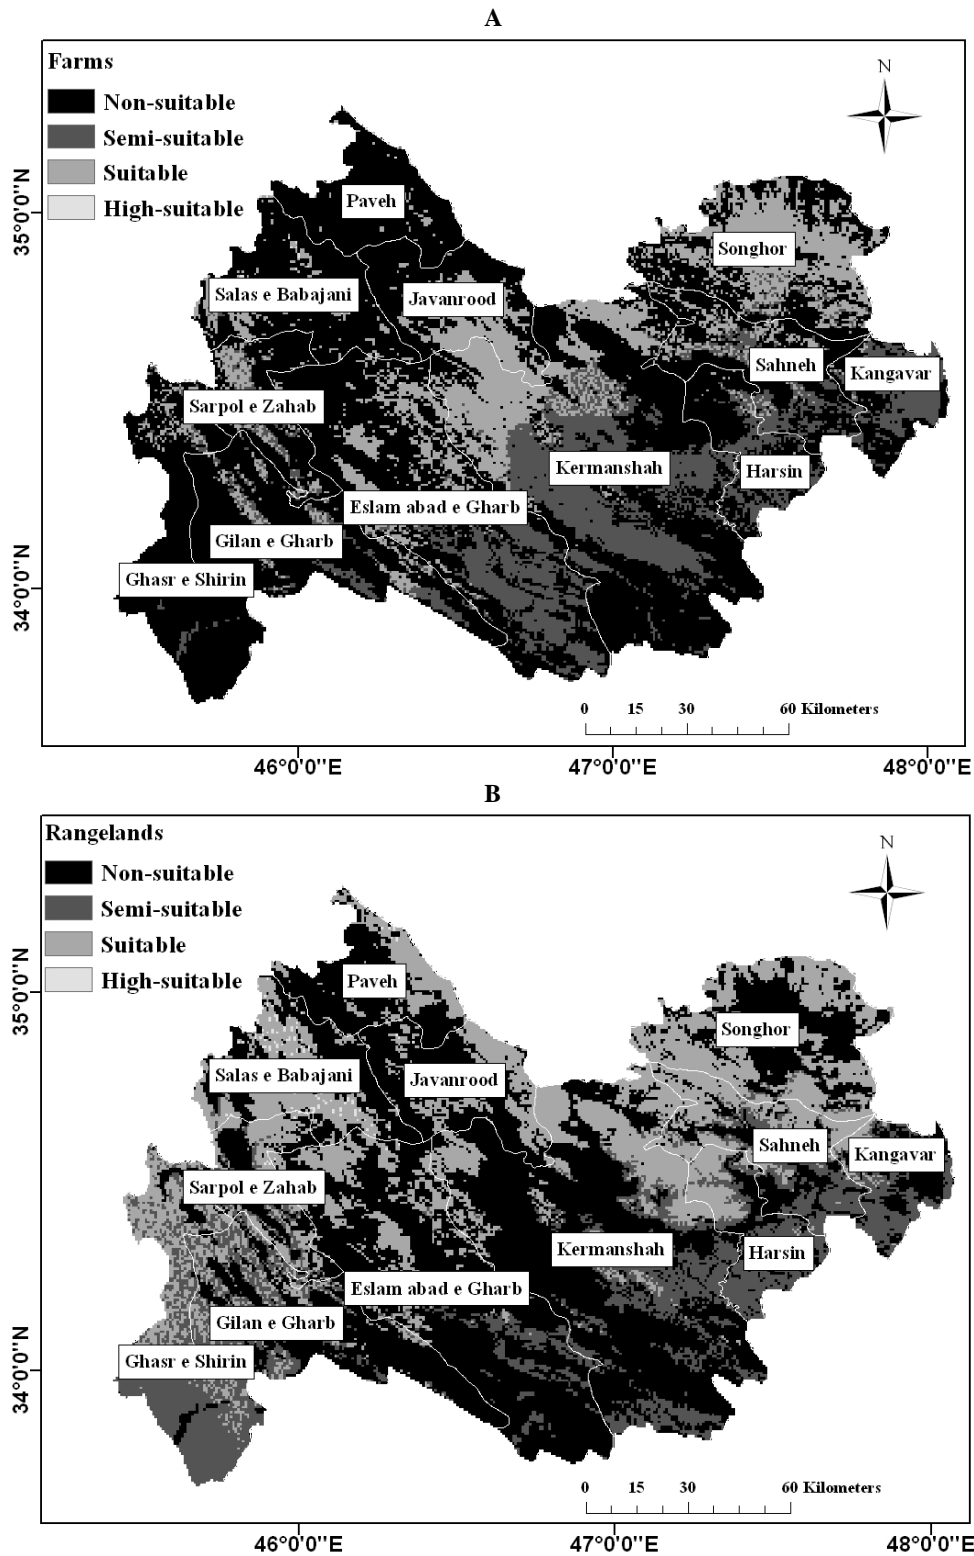 A
Farms
Non-suitable
Semi-suitable
Suitable
High-suitable
N
35°0'0"N
34°0'0"N
Paveh
Songhor
Salas e Babajani
Javanrood
Sahneh
Kangavar
Sarpol e Zahab
Kermanshah
Harsin
Eslam abad e Gharb
Gilan e Gharb
Ghasr e Shirin
0 15 30 60 Kilometers
46°0'0"E 47°0'0"E 48°0'0"E
B
Rangelands
Non-suitable
Semi-suitable
Suitable
High-suitable
N
35°0'0"N
34°0'0"N
Paveh
Songhor
Salas e Babajani
Javanrood
Sahneh
Kangavar
Sarpol e Zahab
Kermanshah
Harsin
Eslam abad e Gharb
Gilan e Gharb
Ghasr e Shirin
0 15 30 60 Kilometers
46°0'0"E 47°0'0"E 48°0'0"E